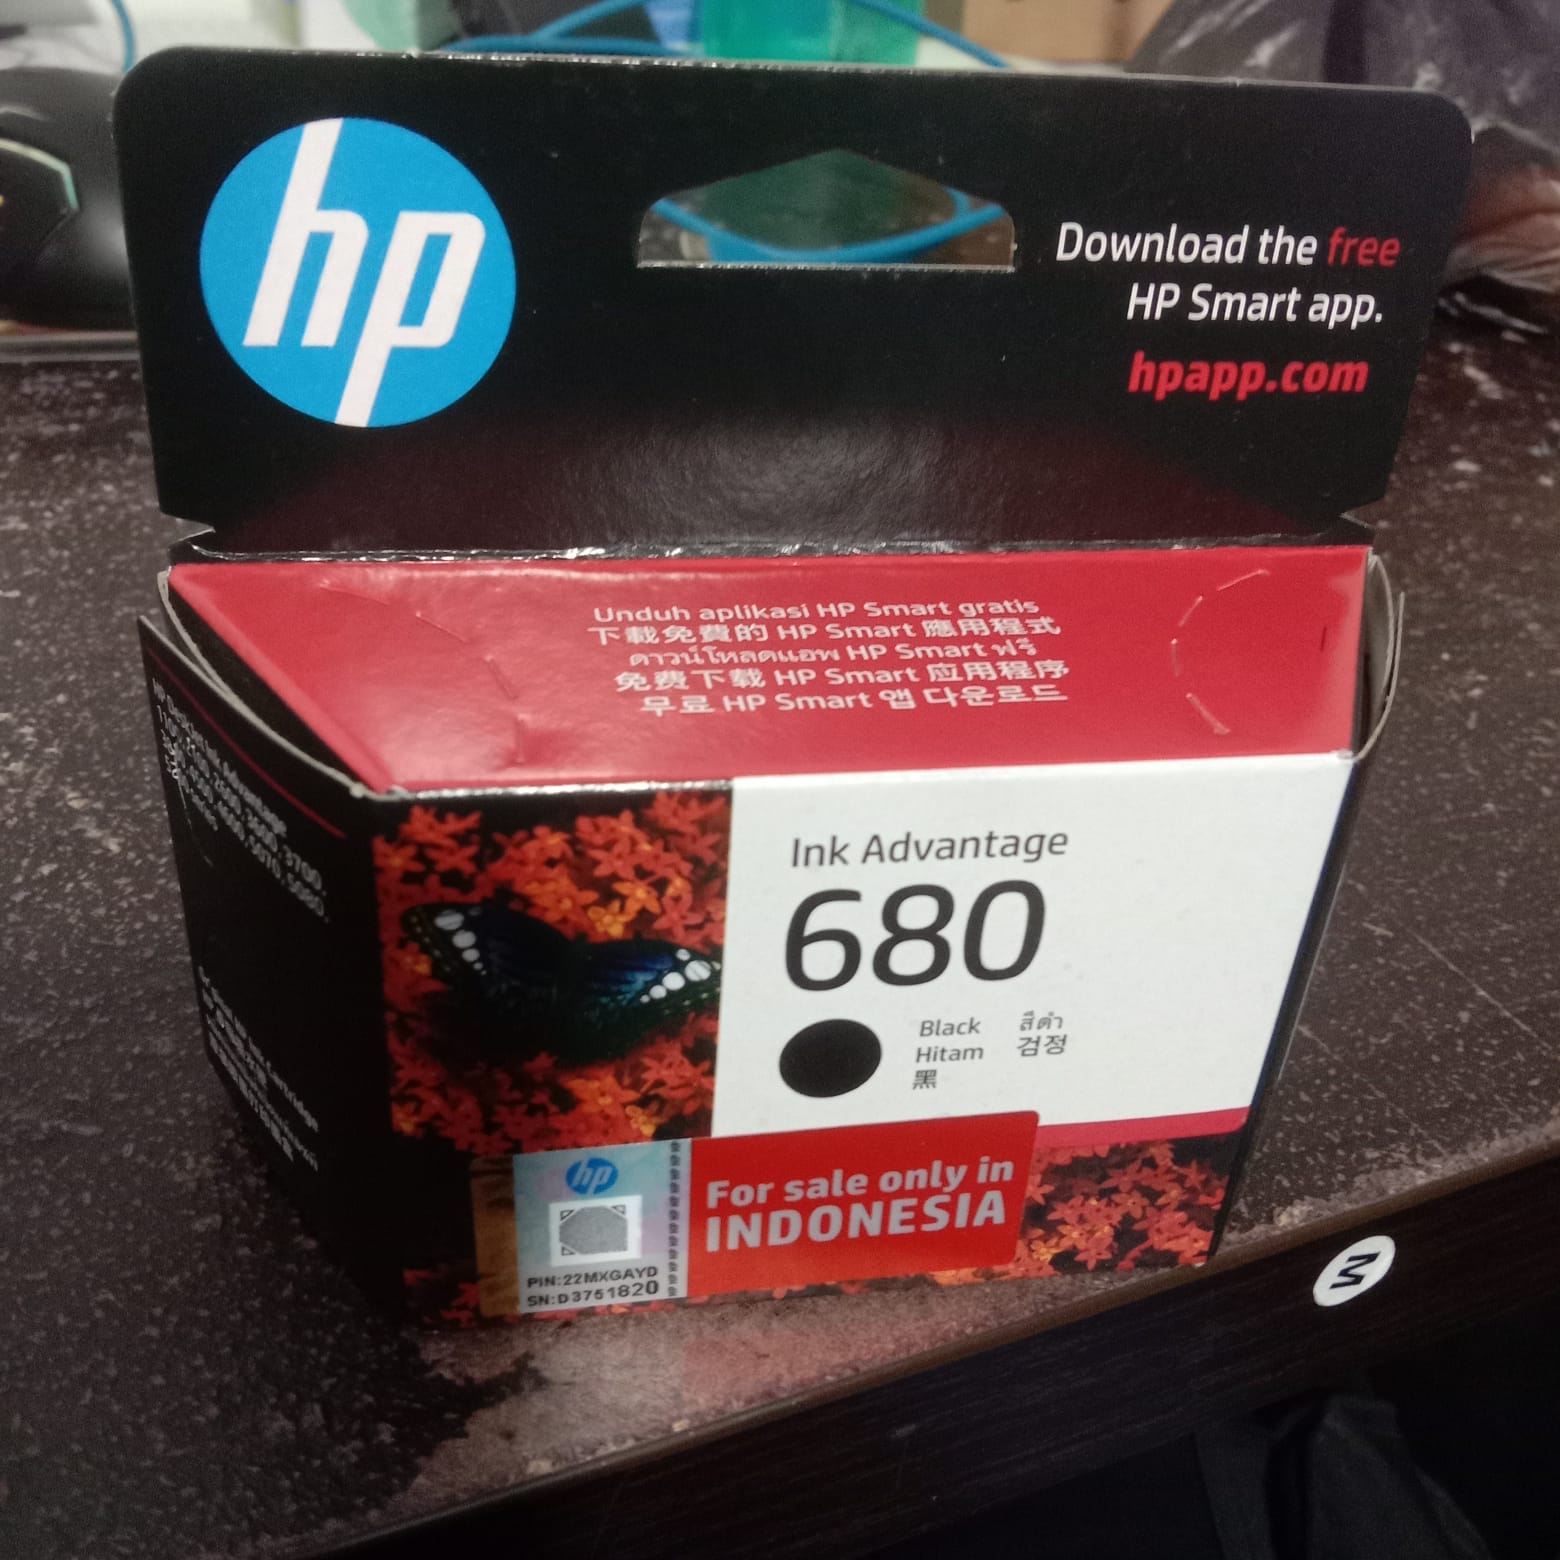 hp
Download the free
HP Smart app.
hpapp.com
Unduh aplikasi HP Smart gratis
下載免費的 HP Smart 應用程式
ดาวน์โหลดแอพ HP Smart ฟรี
免费下载 HP Smart 应用程序
무료 HP Smart 앱 다운로드
HP DeskJet Ink Advantage
Ink Advantage
680
Black สีดำ
Hitam 검정
黑
hp
For sale only in
INDONESIA
PIN:22MXGAYD
SN:D3751820
M